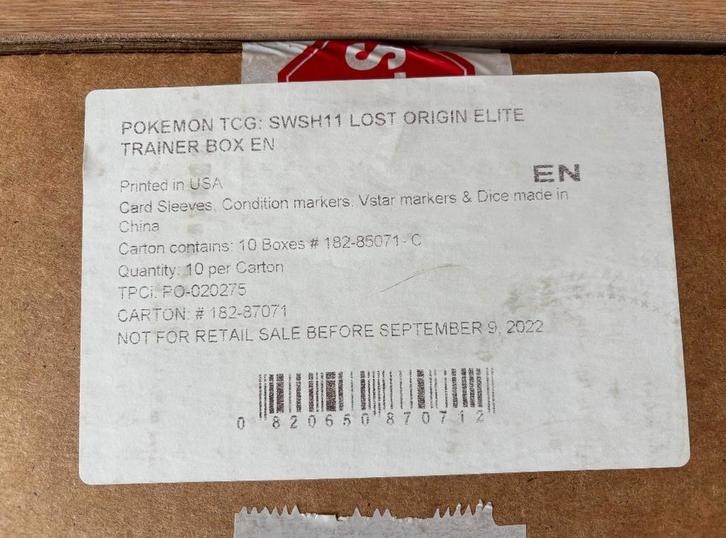 POKEMON TCG: SWSH11 LOST ORIGIN ELITE
TRAINER BOX EN
EN
Printed in USA
Card Sleeves, Condition markers, Vstar markers & Dice made in
China
Carton contains: 10 Boxes # 182-85071-C
Quantity: 10 per Carton
TPCi: PO-020275
CARTON: # 182-87071
NOT FOR RETAIL SALE BEFORE SEPTEMBER 9, 2022
0 820650870712